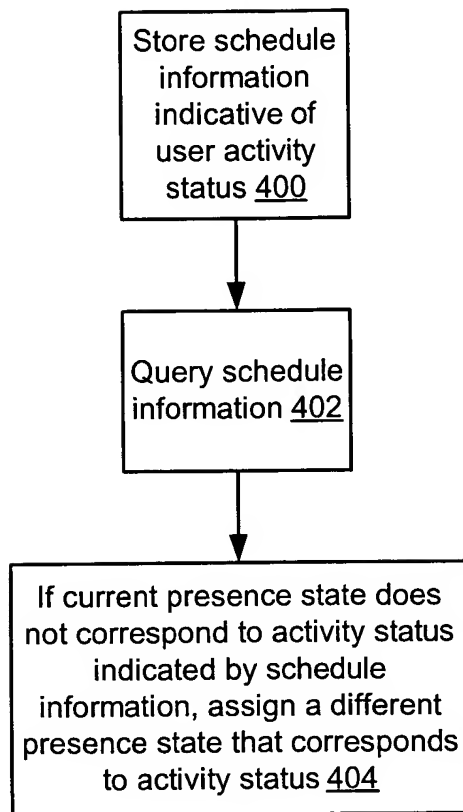 Store schedule
information
indicative of
user activity
status 400
Query schedule
information 402
If current presence state does
not correspond to activity status
indicated by schedule
information, assign a different
presence state that corresponds
to activity status 404